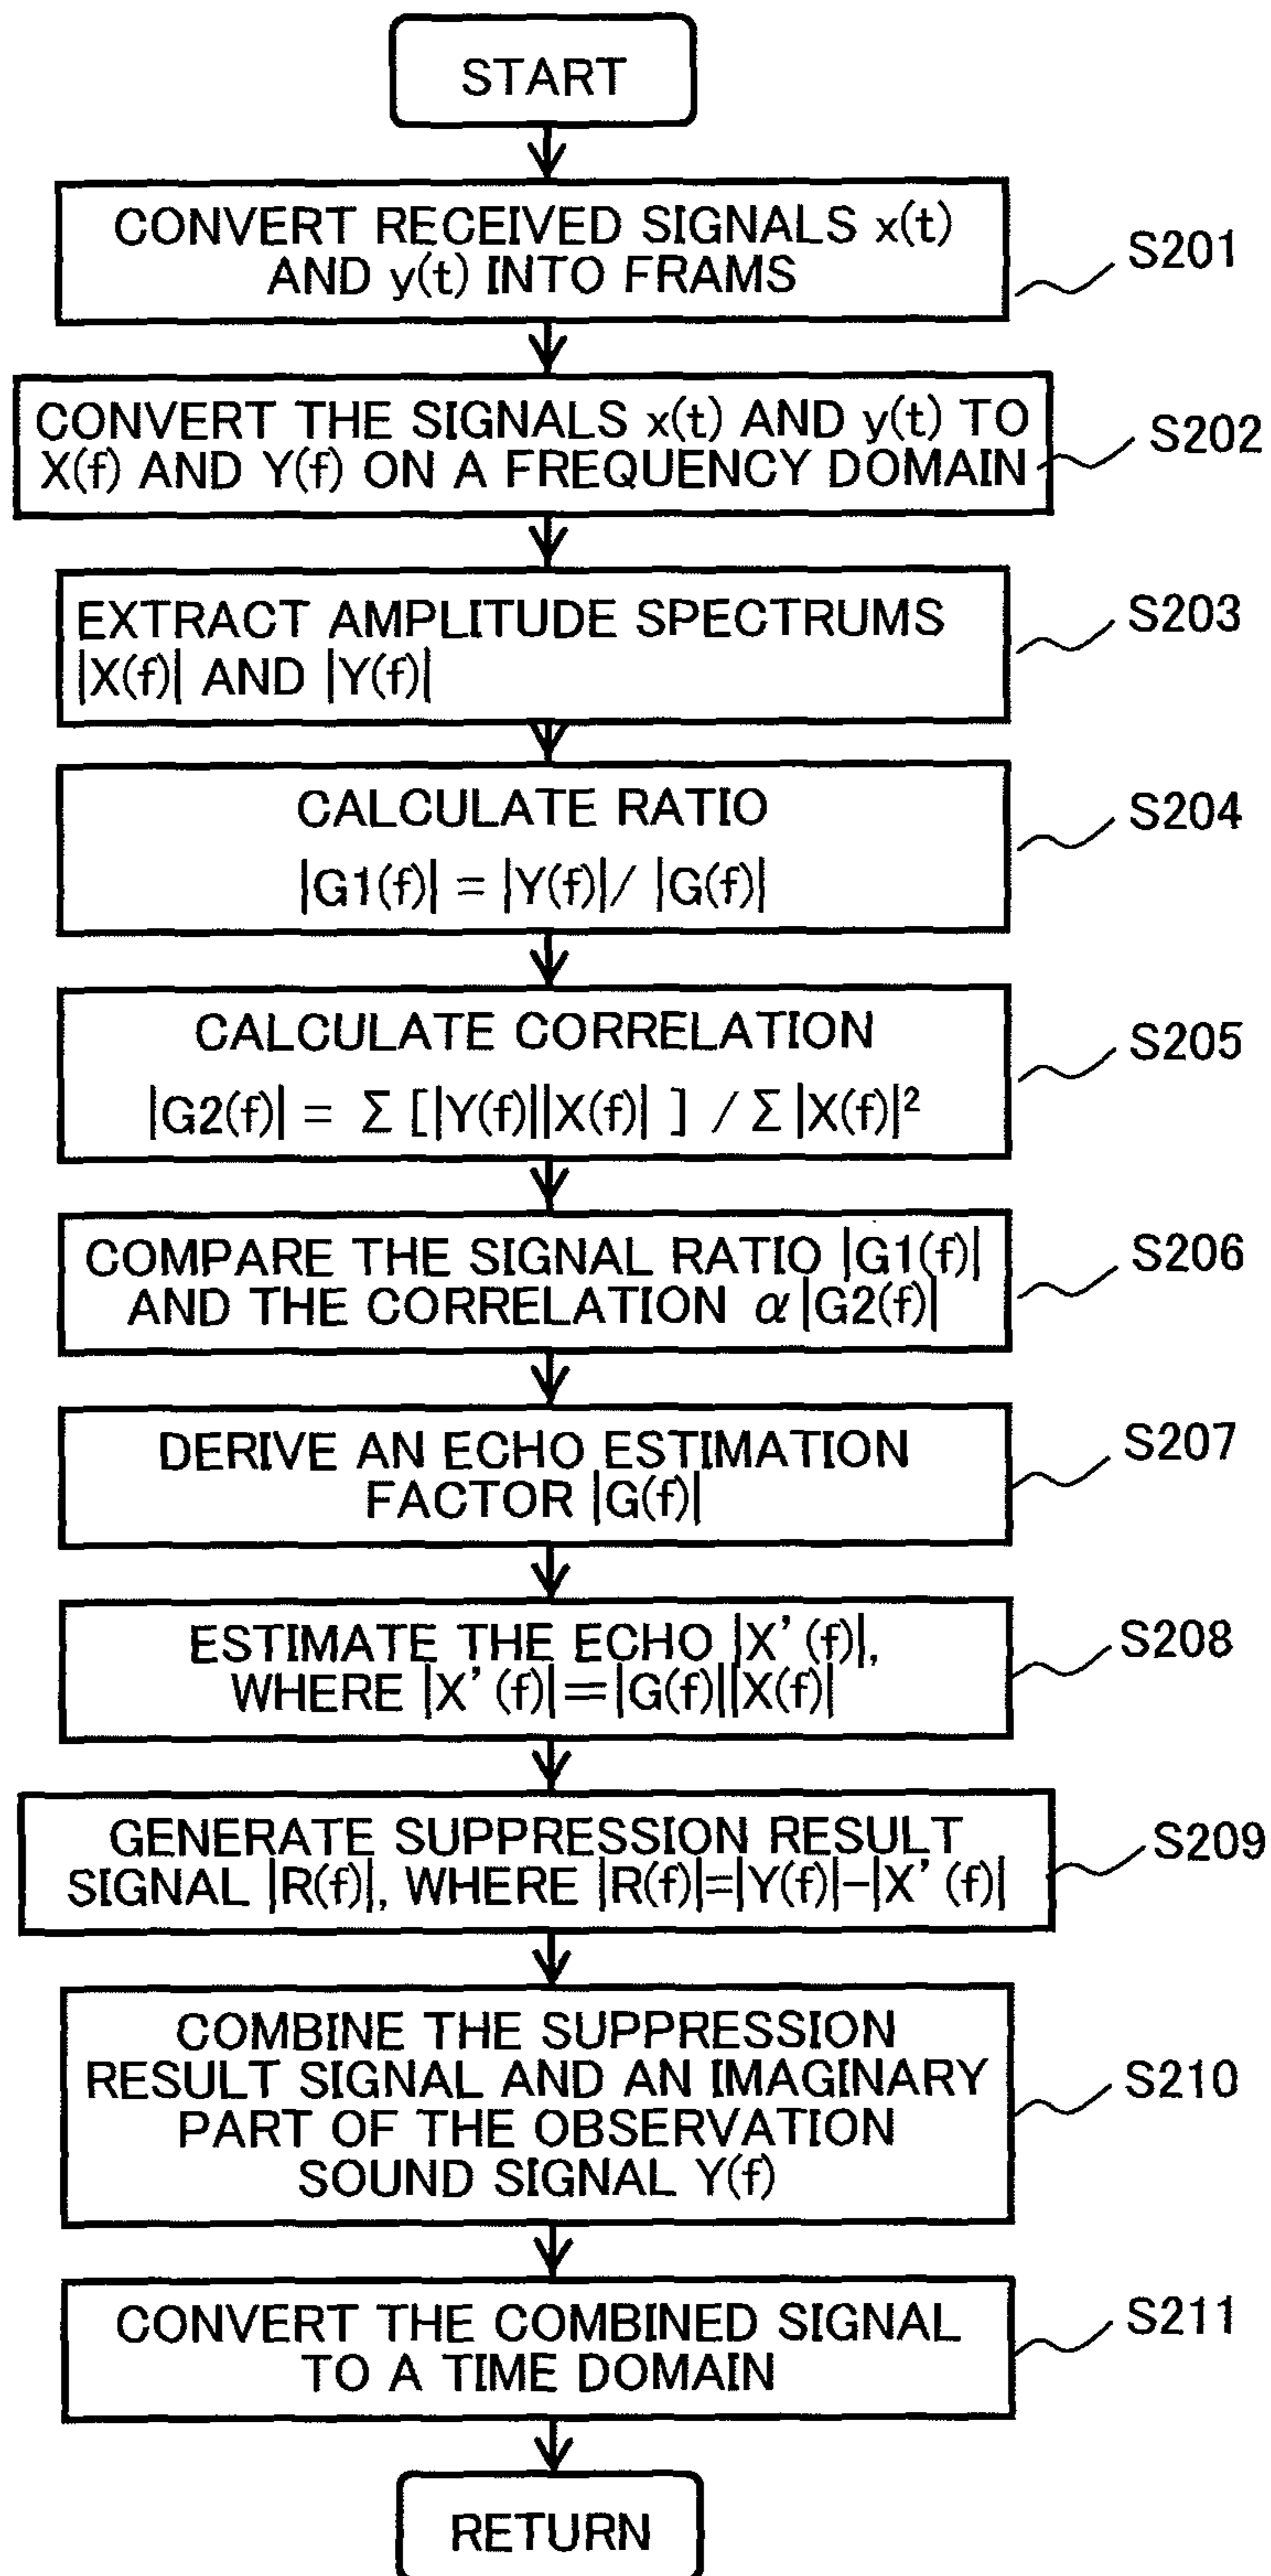 START
CONVERT RECEIVED SIGNALS x(t)
AND y(t) INTO FRAMS
S201
CONVERT THE SIGNALS x(t) AND y(t) TO
X(f) AND Y(f) ON A FREQUENCY DOMAIN
S202
EXTRACT AMPLITUDE SPECTRUMS
|X(f)| AND |Y(f)|
S203
CALCULATE RATIO
|G1(f)| = |Y(f)| / |G(f)|
S204
CALCULATE CORRELATION
|G2(f)| = Σ [|Y(f)||X(f)| ] / Σ |X(f)|²
S205
COMPARE THE SIGNAL RATIO |G1(f)|
AND THE CORRELATION α |G2(f)|
S206
DERIVE AN ECHO ESTIMATION
FACTOR |G(f)|
S207
ESTIMATE THE ECHO |X' (f)|,
WHERE |X' (f)|=|G(f)||X(f)|
S208
GENERATE SUPPRESSION RESULT
SIGNAL |R(f)|, WHERE |R(f)|=|Y(f)|-|X' (f)|
S209
COMBINE THE SUPPRESSION
RESULT SIGNAL AND AN IMAGINARY
PART OF THE OBSERVATION
SOUND SIGNAL Y(f)
S210
CONVERT THE COMBINED SIGNAL
TO A TIME DOMAIN
S211
RETURN